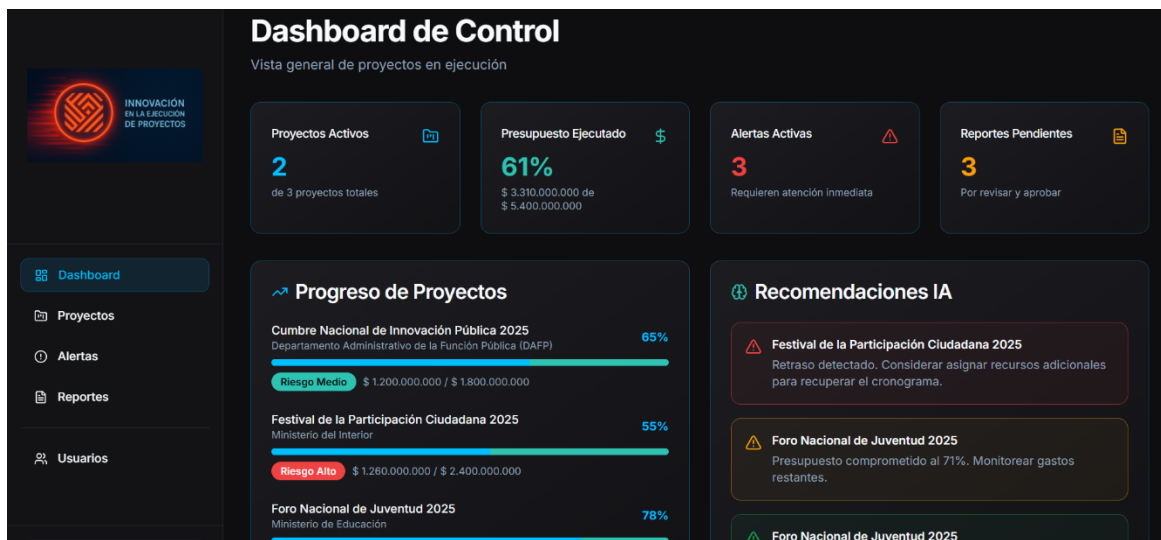 Dashboard de Control
Vista general de proyectos en ejecución
INNOVACIÓN
EN LA EJECUCIÓN
DE PROYECTOS
Dashboard
Proyectos
Alertas
Reportes
Usuarios
Proyectos Activos
2
de 3 proyectos totales
Presupuesto Ejecutado
$
61%
$ 3.310.000.000 de
$ 5.400.000.000
Alertas Activas
3
Requieren atención inmediata
Reportes Pendientes
3
Por revisar y aprobar
Progreso de Proyectos
Cumbre Nacional de Innovación Pública 2025
Departamento Administrativo de la Función Pública (DAFP)
65%
Riesgo Medio $ 1.200.000.000 / $ 1.800.000.000
Festival de la Participación Ciudadana 2025
Ministerio del Interior
55%
Riesgo Alto $ 1.260.000.000 / $ 2.400.000.000
Foro Nacional de Juventud 2025
Ministerio de Educación
78%
Recomendaciones IA
Festival de la Participación Ciudadana 2025
Retraso detectado. Considerar asignar recursos adicionales
para recuperar el cronograma.
Foro Nacional de Juventud 2025
Presupuesto comprometido al 71%. Monitorear gastos
restantes.
Foro Nacional de Juventud 2025